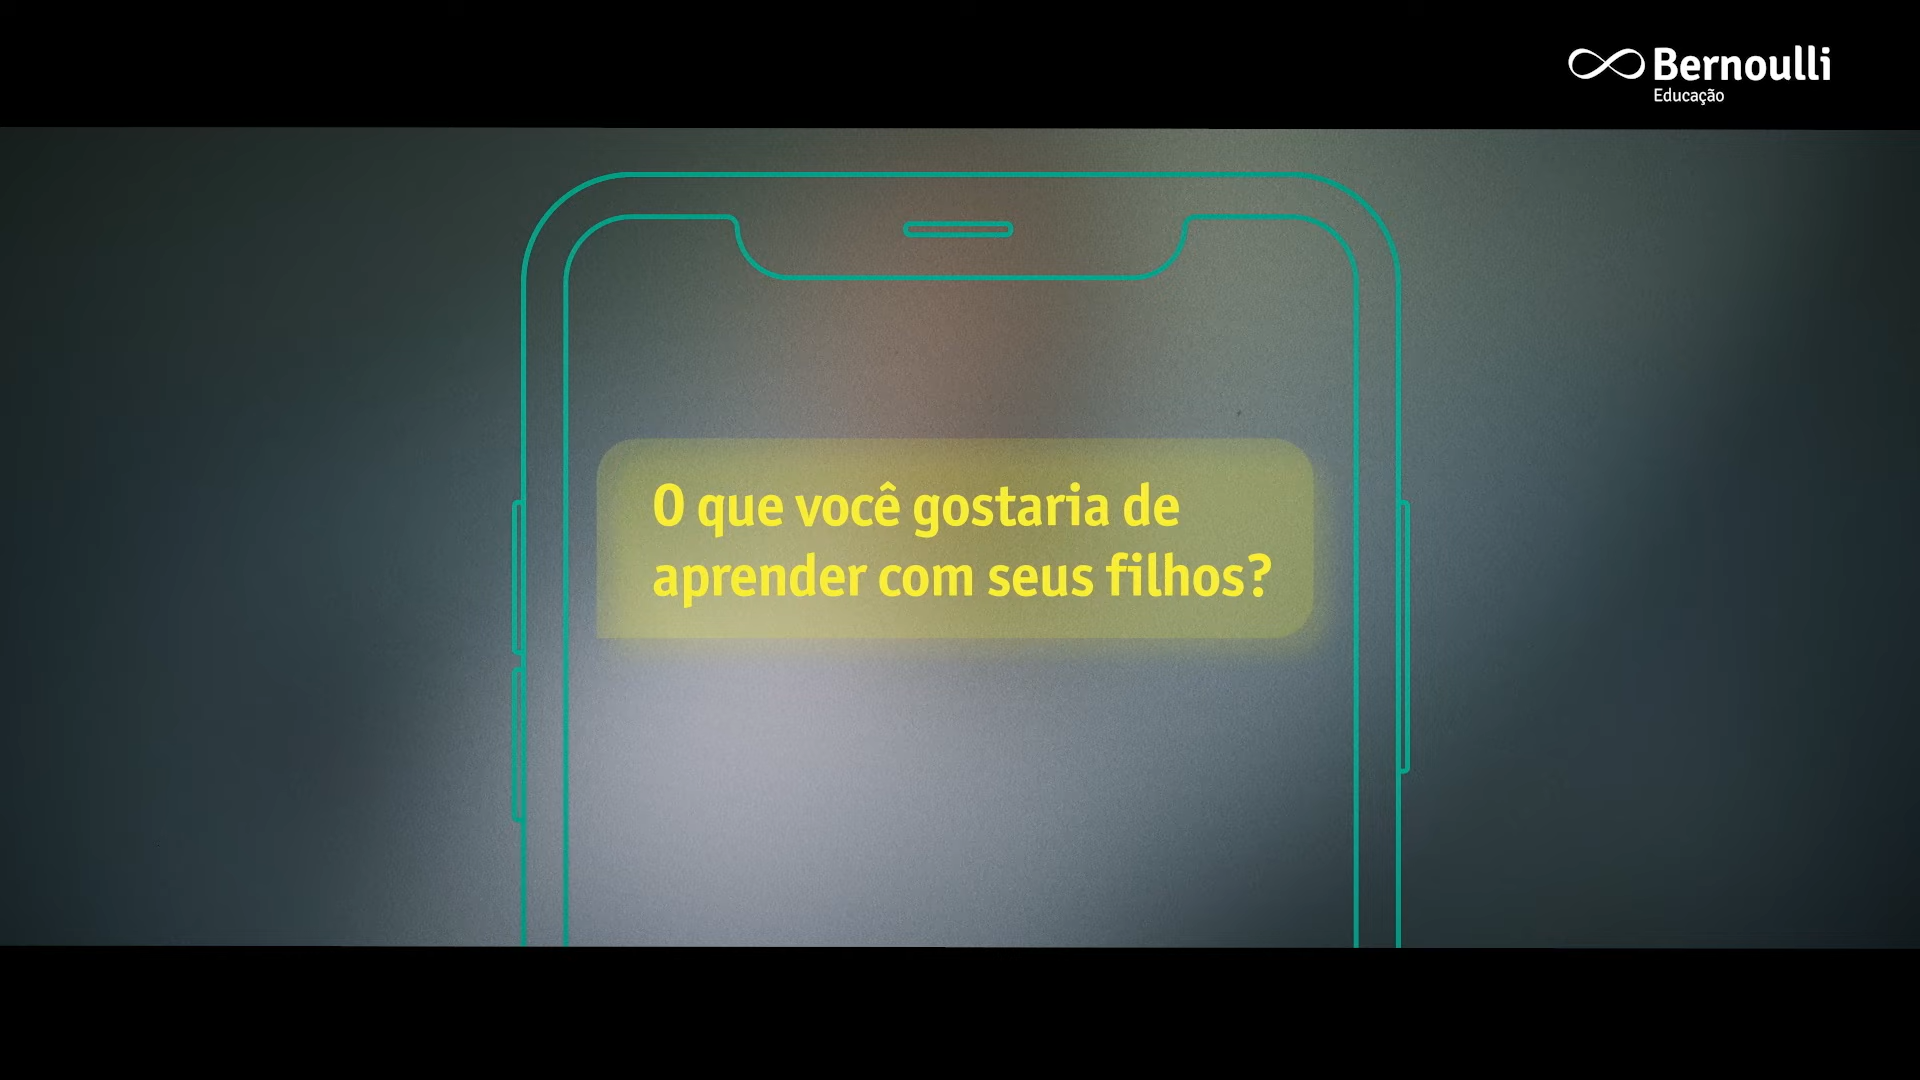 Bernoulli
Educação
O que você gostaria de
aprender com seus filhos?